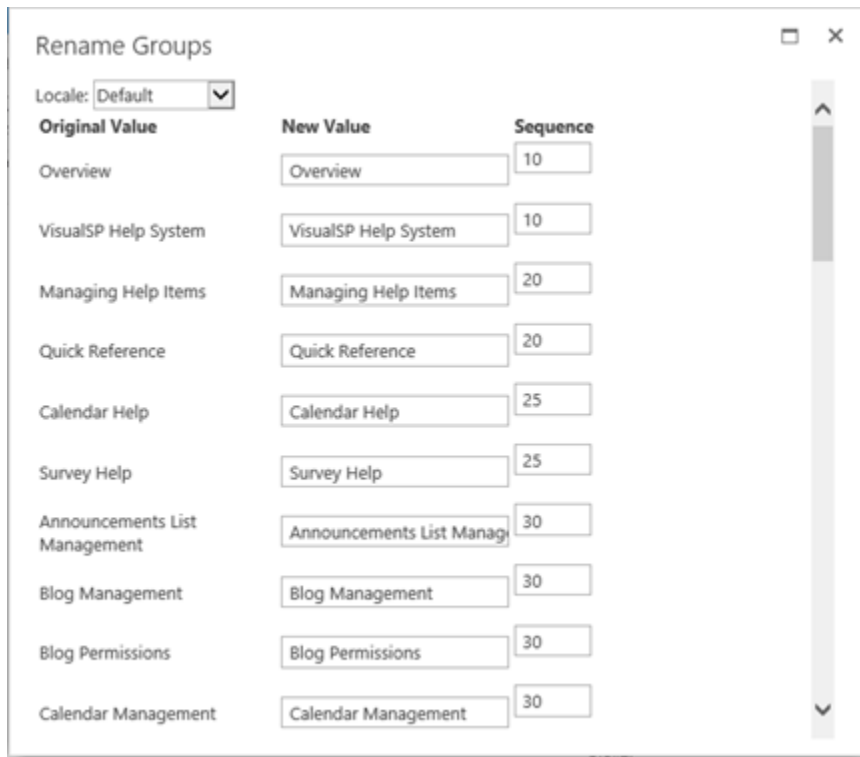 Rename Groups
Locale: Default
Original Value New Value Sequence
Overview Overview 10
VisualSP Help System VisualSP Help System 10
Managing Help Items Managing Help Items 20
Quick Reference Quick Reference 20
Calendar Help Calendar Help 25
Survey Help Survey Help 25
Announcements List
Management Announcements List Manag 30
Blog Management Blog Management 30
Blog Permissions Blog Permissions 30
Calendar Management Calendar Management 30